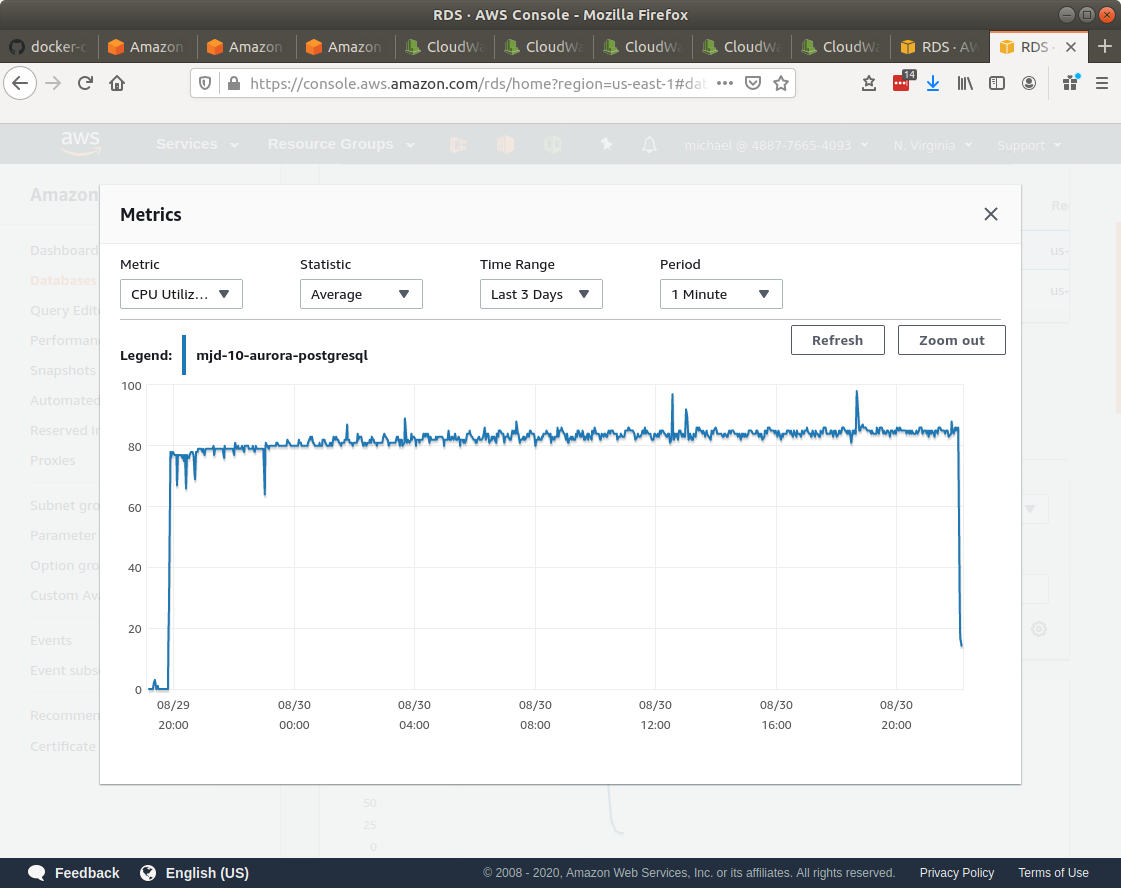 RDS · AWS Console - Mozilla Firefox
docker-c Amazon Amazon Amazon CloudWa CloudWa CloudWa CloudWa CloudWa RDS · AW RDS ·
https://console.aws.amazon.com/rds/home?region=us-east-1#dat
14
aws Services Resource Groups michael @ 4887-7665-4093 N. Virginia Support
Amazon
Re
Dashboard
us-
Databases
us-
Query Edit
Performan
Snapshots
Automated
Reserved In
Proxies
Subnet gro
Parameter
Option gro
Custom Ava
Events
Event subs
Recommen
Certificate
Metrics
Metric Statistic Time Range Period
CPU Utiliz... Average Last 3 Days 1 Minute
Legend: mjd-10-aurora-postgresql
Refresh Zoom out
100
80
60
40
20
0
08/29 08/30 08/30 08/30 08/30 08/30 08/30
20:00 00:00 04:00 08:00 12:00 16:00 20:00
50
25
0
Feedback English (US) © 2008 - 2020, Amazon Web Services, Inc. or its affiliates. All rights reserved. Privacy Policy Terms of Use